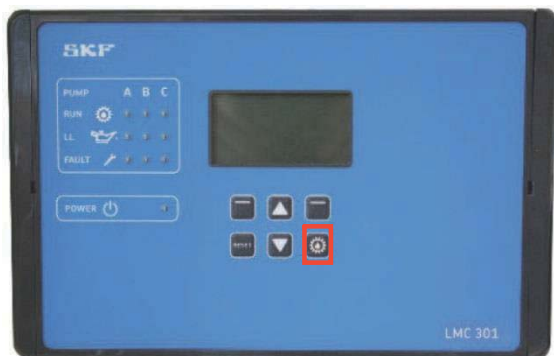 SKF
PUMP A B C
RUN
LL
FAULT
POWER
RESET
LMC 301